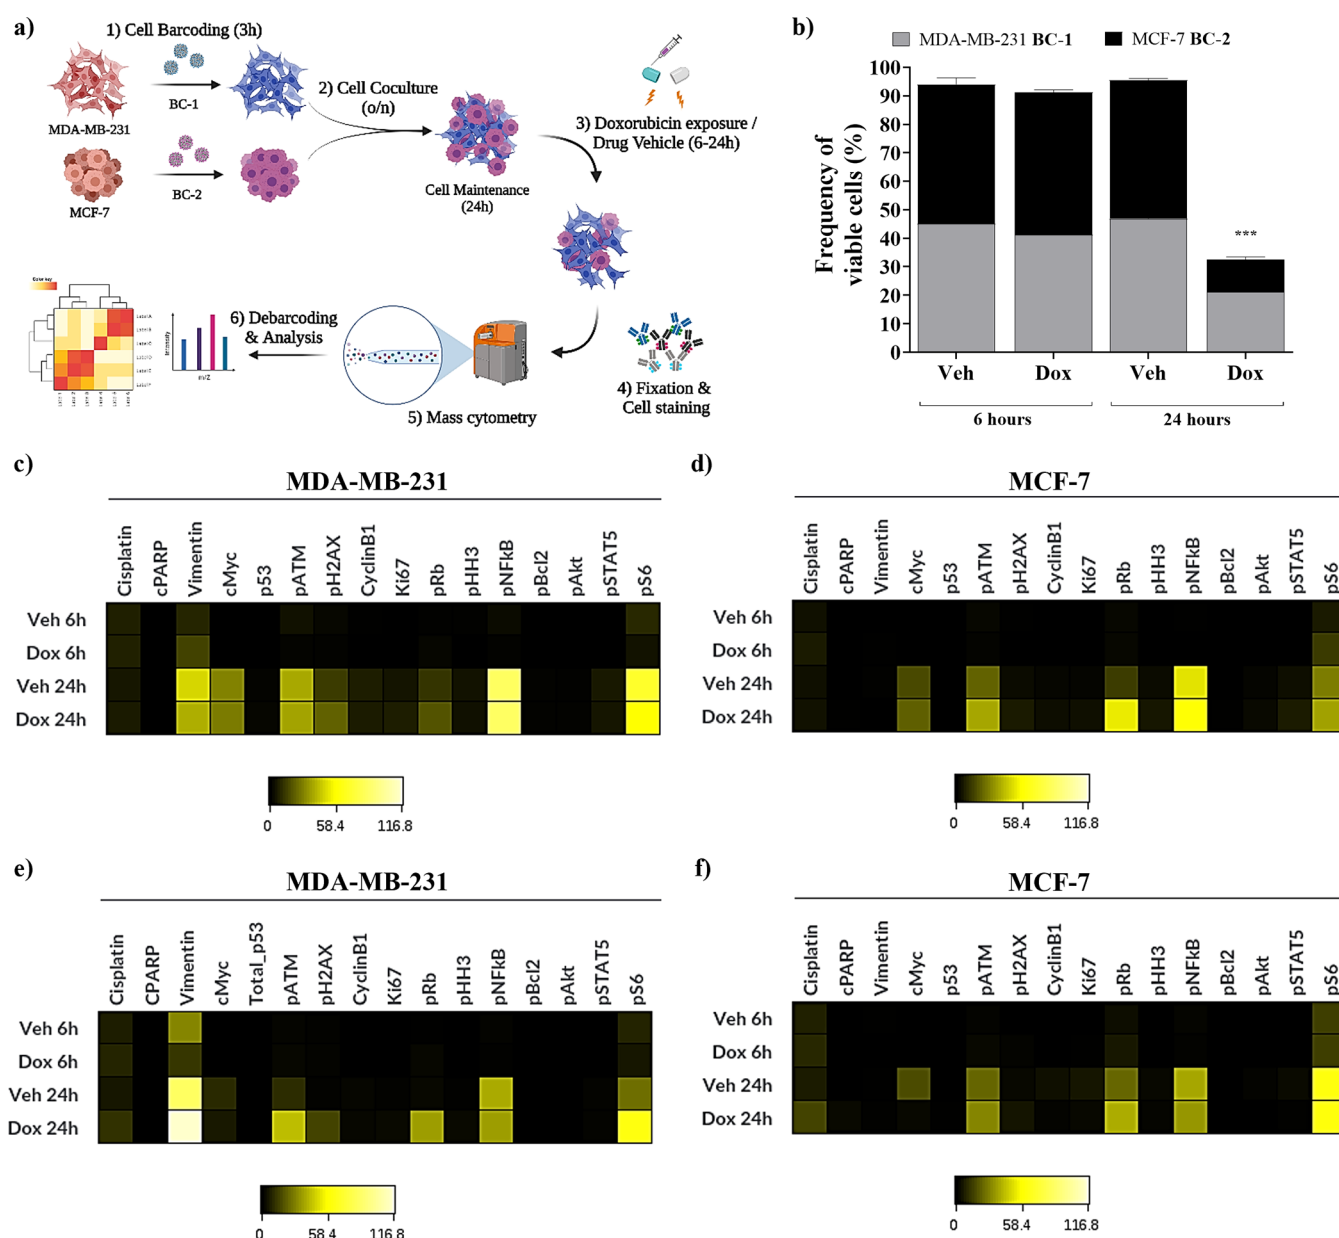 a)
1) Cell Barcoding (3h)
BC-1
MDA-MB-231
BC-2
MCF-7
2) Cell Coculture
(o/n)
Cell Maintenance
(24h)
3) Doxorubicin exposure /
Drug Vehicle (6-24h)
4) Fixation &
Cell staining
5) Mass cytometry
6) Debarcoding
& Analysis
Intensity
m/Z
Color key
b)
MDA-MB-231 BC-1
MCF-7 BC-2
Frequency of
viable cells (%)
100
90
80
70
60
50
40
30
20
10
0
***
Veh Dox Veh Dox
6 hours 24 hours
c)
MDA-MB-231
Cisplatin cPARP Vimentin cMyc p53 pATM pH2AX CyclinB1 Ki67 pRb pHH3 pNFkB pBcl2 pAkt pSTAT5 pS6
Veh 6h
Dox 6h
Veh 24h
Dox 24h
0 58.4 116.8
d)
MCF-7
Cisplatin cPARP Vimentin cMyc p53 pATM pH2AX CyclinB1 Ki67 pRb pHH3 pNFkB pBcl2 pAkt pSTAT5 pS6
Veh 6h
Dox 6h
Veh 24h
Dox 24h
0 58.4 116.8
e)
MDA-MB-231
Cisplatin CPARP Vimentin cMyc Total_p53 pATM pH2AX CyclinB1 Ki67 pRb pHH3 pNFkB pBcl2 pAkt pSTAT5 pS6
Veh 6h
Dox 6h
Veh 24h
Dox 24h
0 58.4 116.8
f)
MCF-7
Cisplatin cPARP Vimentin cMyc p53 pATM pH2AX CyclinB1 Ki67 pRb pHH3 pNFkB pBcl2 pAkt pSTAT5 pS6
Veh 6h
Dox 6h
Veh 24h
Dox 24h
0 58.4 116.8